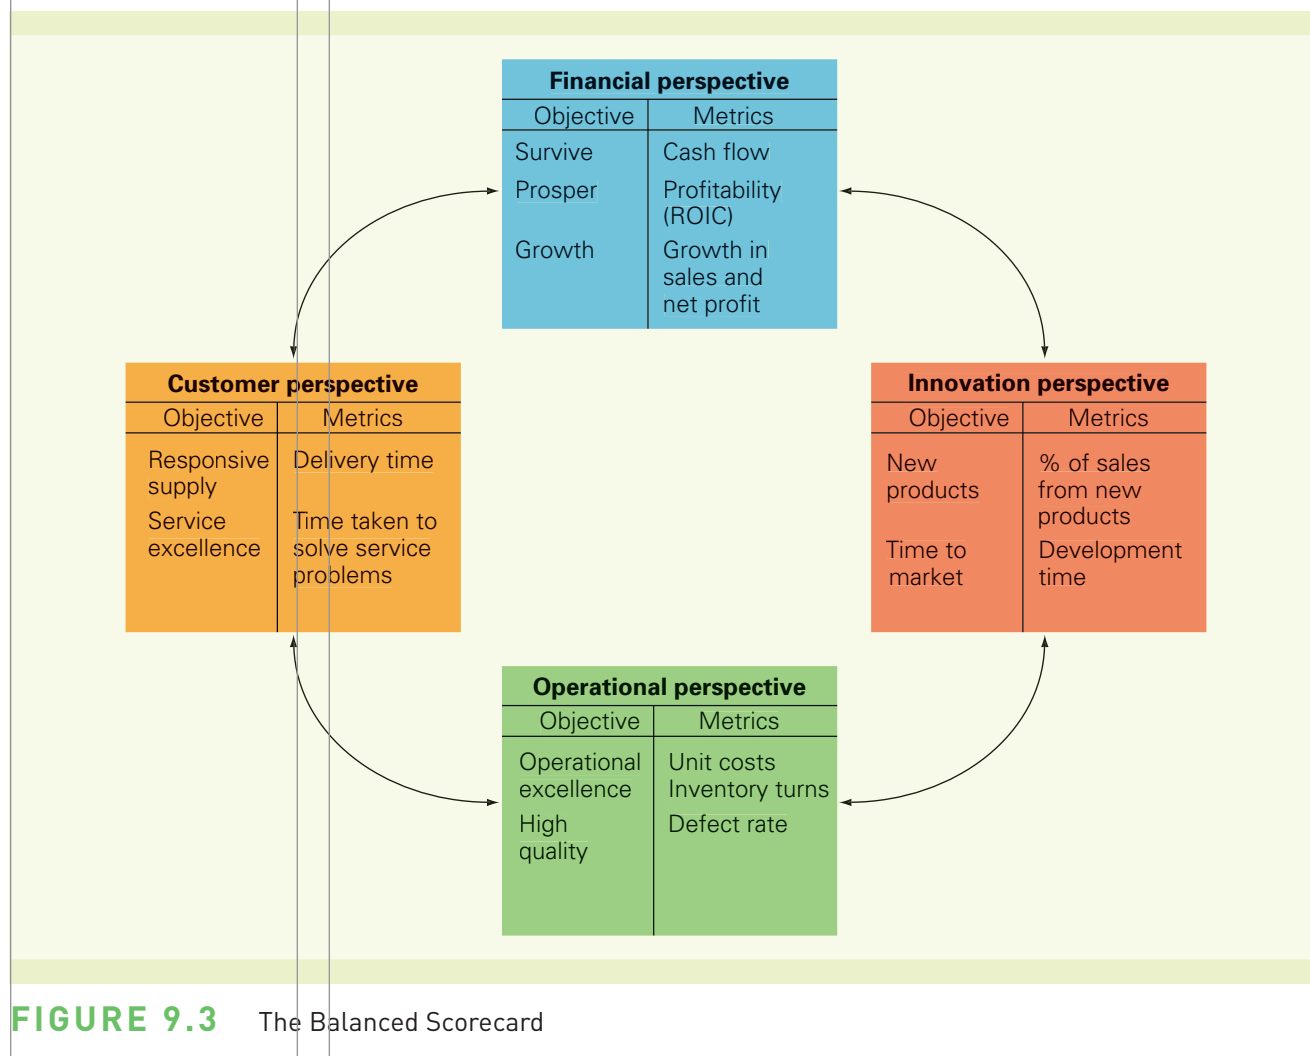 Financial perspective
Objective Metrics
Survive Cash flow
Prosper Profitability
(ROIC)
Growth Growth in
sales and
net profit
Customer perspective
Objective Metrics
Responsive Delivery time
supply
Service Time taken to
excellence solve service
problems
Innovation perspective
Objective Metrics
New % of sales
products from new
products
Time to Development
market time
Operational perspective
Objective Metrics
Operational Unit costs
excellence Inventory turns
High Defect rate
quality
FIGURE 9.3 The Balanced Scorecard